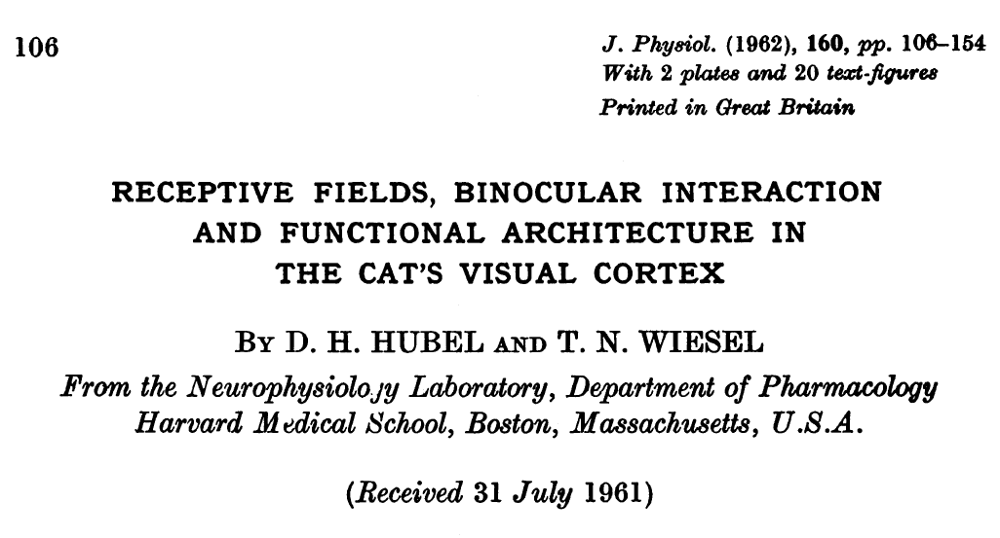 106
J. Physiol. (1962), 160, pp. 106–154
With 2 plates and 20 text-figures
Printed in Great Britain
RECEPTIVE FIELDS, BINOCULAR INTERACTION
AND FUNCTIONAL ARCHITECTURE IN
THE CAT'S VISUAL CORTEX
BY D. H. HUBEL AND T. N. WIESEL
From the Neurophysiology Laboratory, Department of Pharmacology
Harvard Medical School, Boston, Massachusetts, U.S.A.
(Received 31 July 1961)